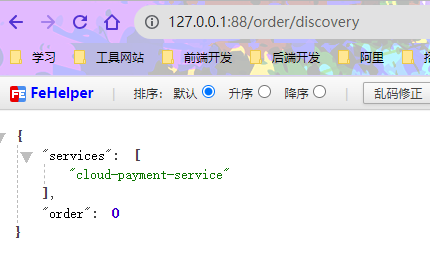 127.0.0.1:88/order/discovery
学习 工具网站 前端开发 后端开发 阿里
FeHelper 排序: 默认 升序 降序 乱码修正
{
"services": [
"cloud-payment-service"
],
"order": 0
}